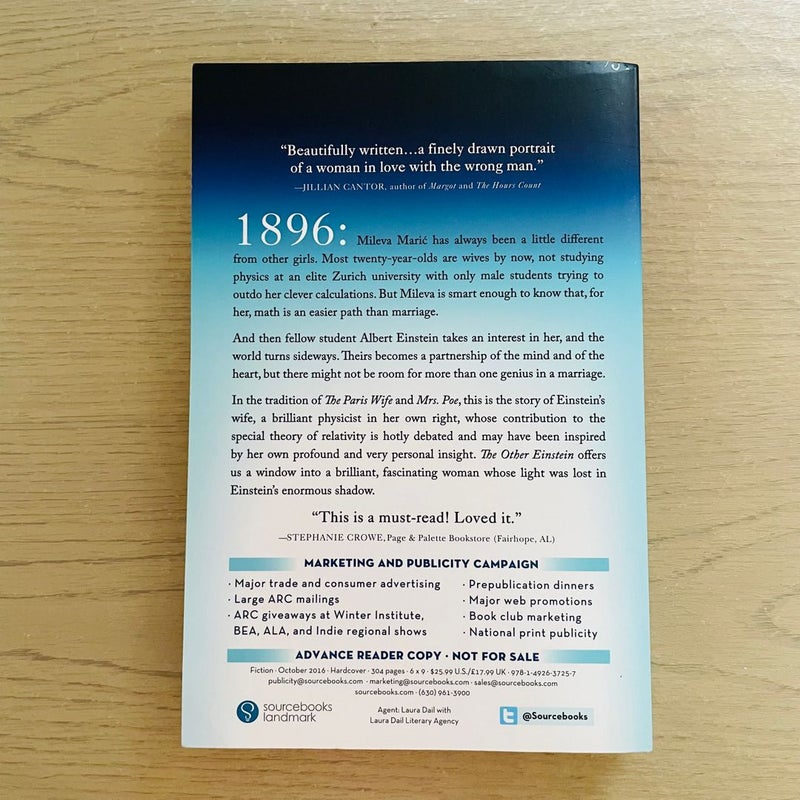 “Beautifully written…a finely drawn portrait
of a woman in love with the wrong man.”
—JILLIAN CANTOR, author of Margot and The Hours Count
1896: Mileva Marić has always been a little different
from other girls. Most twenty-year-olds are wives by now, not studying
physics at an elite Zurich university with only male students trying to
outdo her clever calculations. But Mileva is smart enough to know that, for
her, math is an easier path than marriage.
And then fellow student Albert Einstein takes an interest in her, and the
world turns sideways. Theirs becomes a partnership of the mind and of the
heart, but there might not be room for more than one genius in a marriage.
In the tradition of The Paris Wife and Mrs. Poe, this is the story of Einstein’s
wife, a brilliant physicist in her own right, whose contribution to the
special theory of relativity is hotly debated and may have been inspired
by her own profound and very personal insight. The Other Einstein offers
us a window into a brilliant, fascinating woman whose light was lost in
Einstein’s enormous shadow.
“This is a must-read! Loved it.”
—STEPHANIE CROWE, Page & Palette Bookstore (Fairhope, AL)
MARKETING AND PUBLICITY CAMPAIGN
· Major trade and consumer advertising
· Large ARC mailings
· ARC giveaways at Winter Institute,
BEA, ALA, and Indie regional shows
· Prepublication dinners
· Major web promotions
· Book club marketing
· National print publicity
ADVANCE READER COPY · NOT FOR SALE
Fiction · October 2016 · Hardcover · 304 pages · 6 x 9 · $25.99 U.S./£17.99 UK · 978-1-4926-3725-7
publicity@sourcebooks.com · marketing@sourcebooks.com · sales@sourcebooks.com
sourcebooks.com · (630) 961-3900
sourcebooks
landmark
Agent: Laura Dail with
Laura Dail Literary Agency
@Sourcebooks